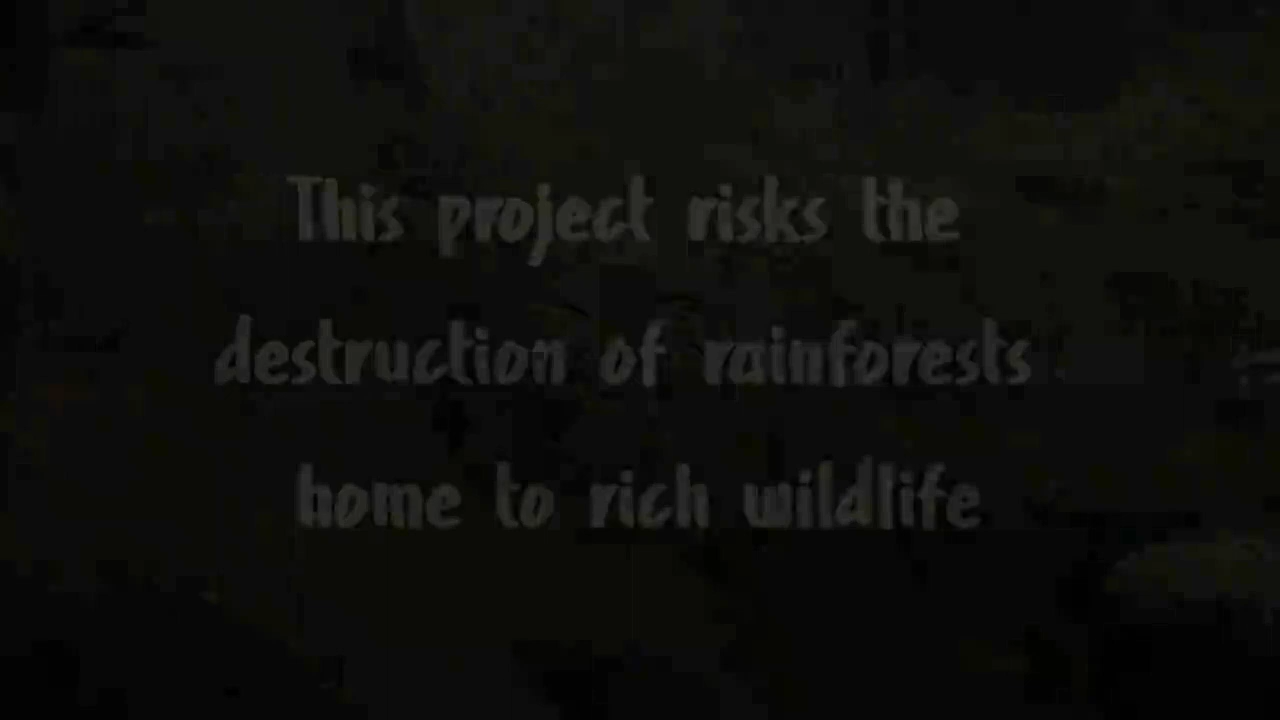 This project risks the
destruction of rainforests
home to rich wildlife